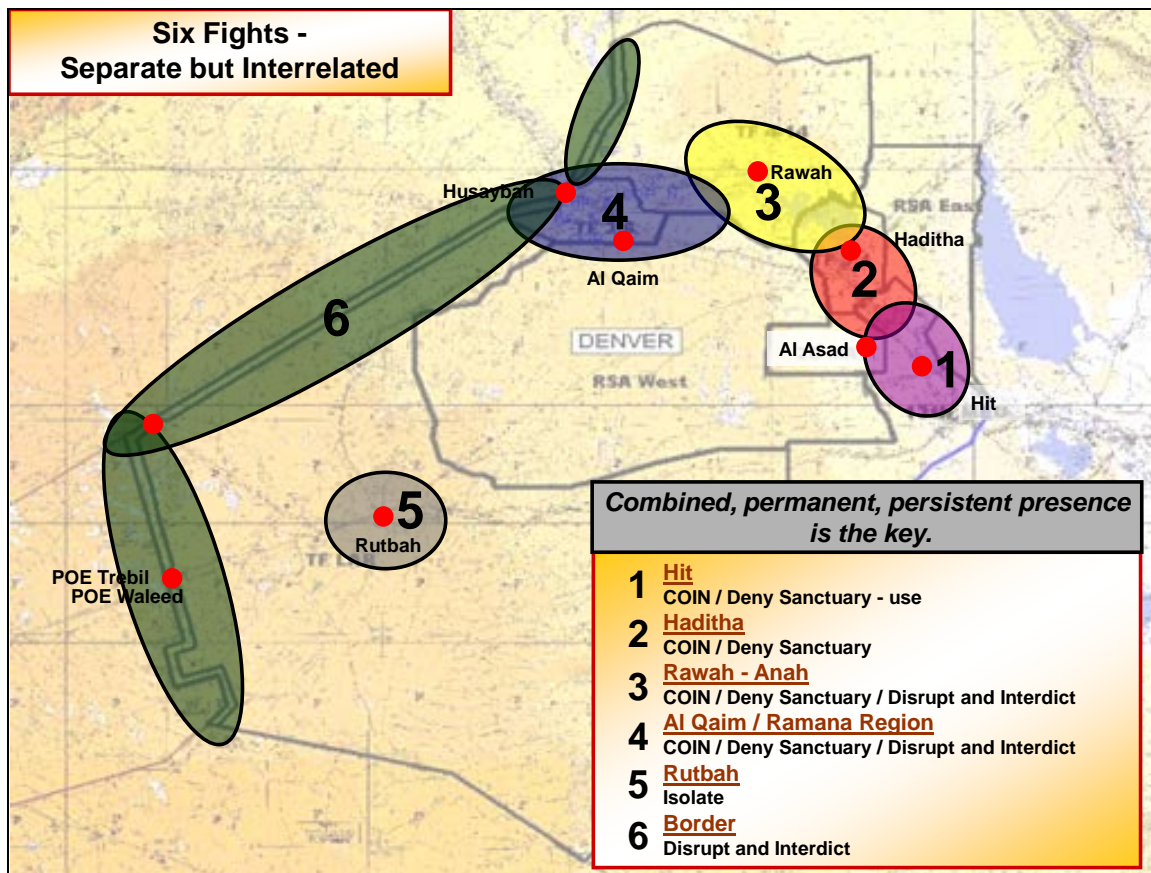 Six Fights -
Separate but Interrelated
Husaybah
4
Al Qaim
Rawah
3
RSA East
Haditha
2
6
DENVER
RSA West
Al Asad
1
Hit
5
Rutbah
TF LAR
POE Trebil
POE Waleed
Combined, permanent, persistent presence
is the key.
1 Hit
COIN / Deny Sanctuary - use
2 Haditha
COIN / Deny Sanctuary
3 Rawah - Anah
COIN / Deny Sanctuary / Disrupt and Interdict
4 Al Qaim / Ramana Region
COIN / Deny Sanctuary / Disrupt and Interdict
5 Rutbah
Isolate
6 Border
Disrupt and Interdict